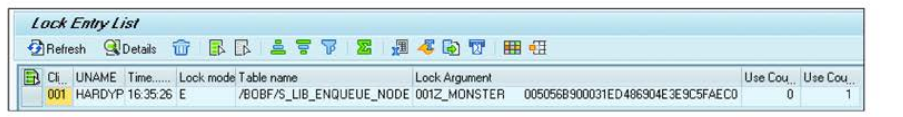 Lock Entry List
Refresh Details
Cli... UNAME Time...... Lock mode Table name Lock Argument Use Cou... Use Cou...
001 HARDYP 16:35:26 E /BOBF/S_LIB_ENQUEUE_NODE 001Z_MONSTER 005056B900031ED486904E3E9C5FAEC0 0 1